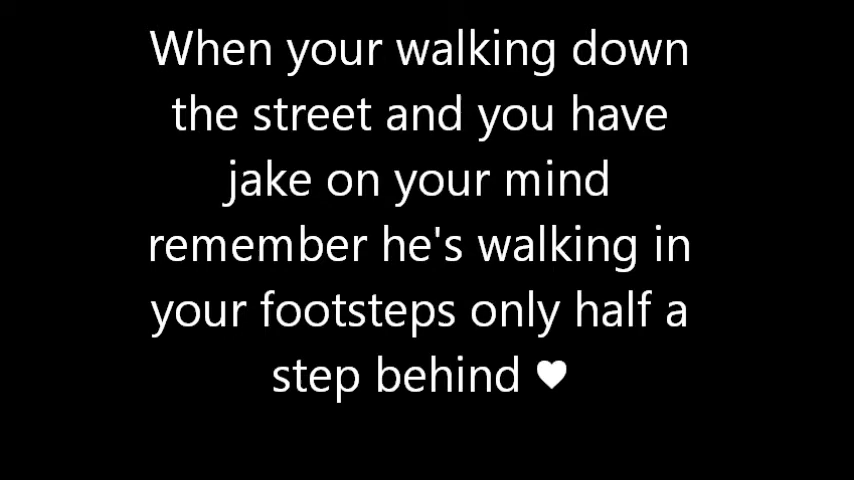 When your walking down
the street and you have
jake on your mind
remember he's walking in
your footsteps only half a
step behind ♥